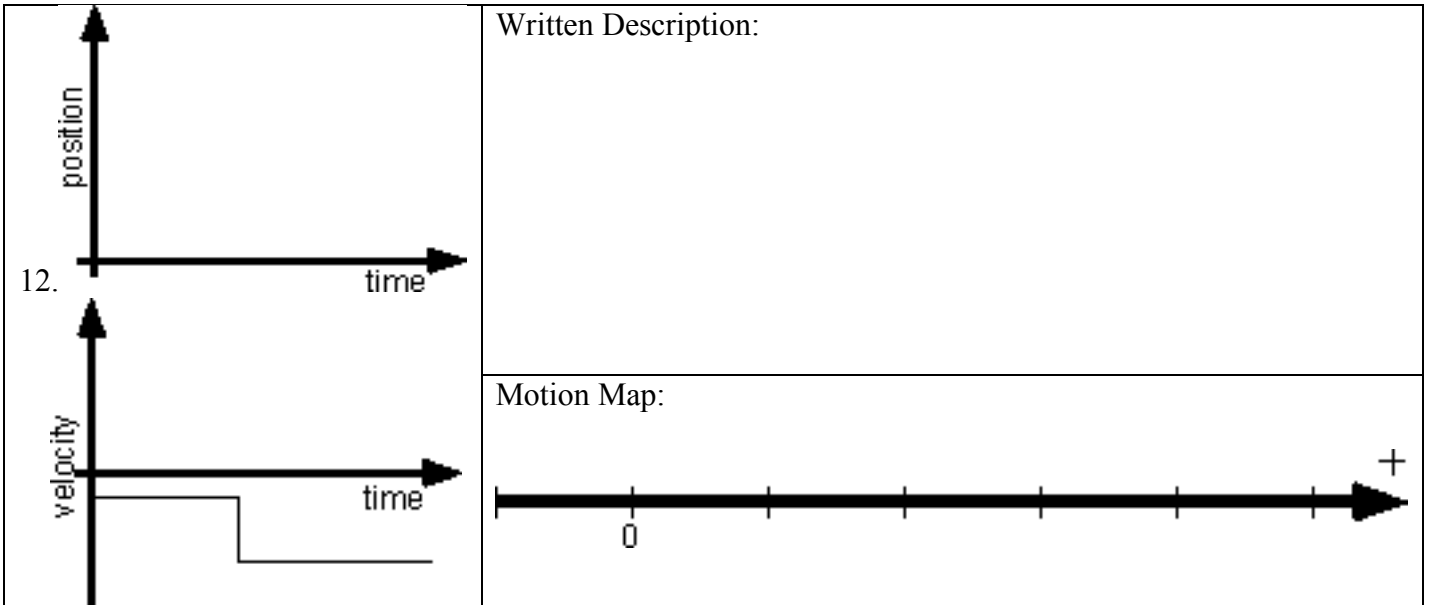 position
12.
time
velocity
time
Written Description:
Motion Map:
+
0